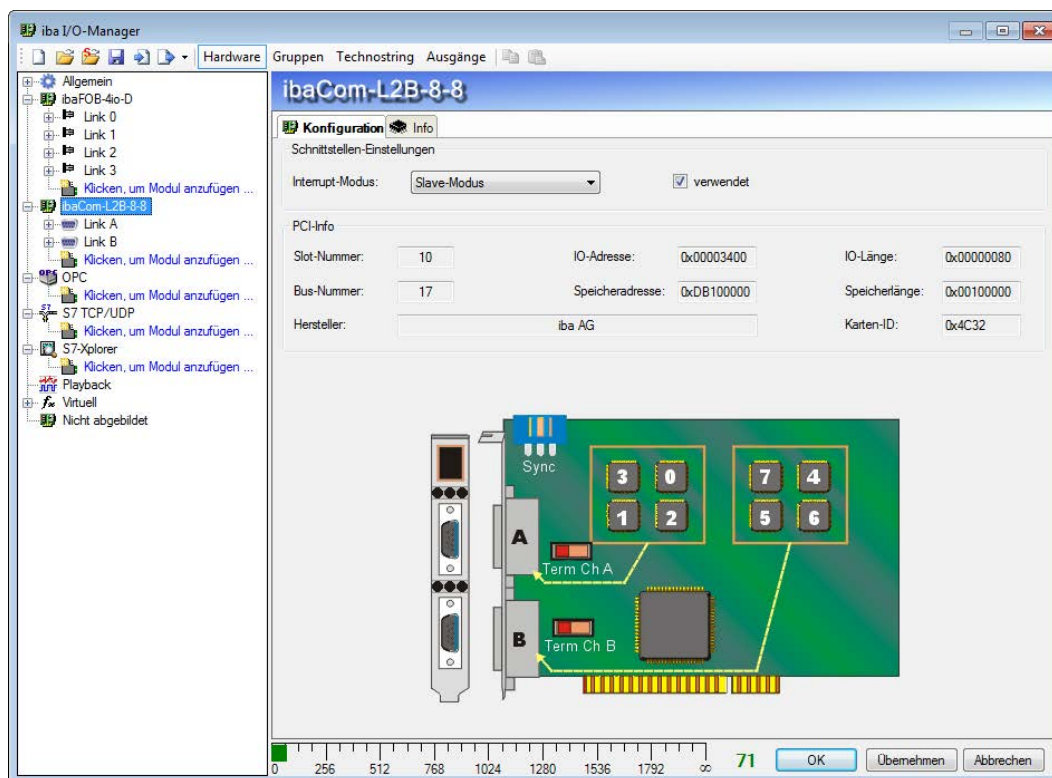 iba I/O-Manager
Hardware Gruppen Technostring Ausgänge
Allgemein
ibaFOB-4io-D
Link 0
Link 1
Link 2
Link 3
Klicken, um Modul anzufügen ...
ibaCom-L2B-8-8
Link A
Link B
Klicken, um Modul anzufügen ...
OPC OPC
Klicken, um Modul anzufügen ...
S7 S7 TCP/UDP
Klicken, um Modul anzufügen ...
S7-Xplorer
Klicken, um Modul anzufügen ...
Playback
fx Virtuell
Nicht abgebildet
ibaCom-L2B-8-8
Konfiguration Info
Schnittstellen-Einstellungen
Interrupt-Modus: Slave-Modus verwendet
PCI-Info
Slot-Nummer: 10 IO-Adresse: 0x00003400 IO-Länge: 0x00000080
Bus-Nummer: 17 Speicheradresse: 0xDB100000 Speicherlänge: 0x00100000
Hersteller: iba AG Karten-ID: 0x4C32
Sync
3 0 7 4
1 2 5 6
A
Term Ch A
B
Term Ch B
0 256 512 768 1024 1280 1536 1792 ∞ 71 OK Übernehmen Abbrechen